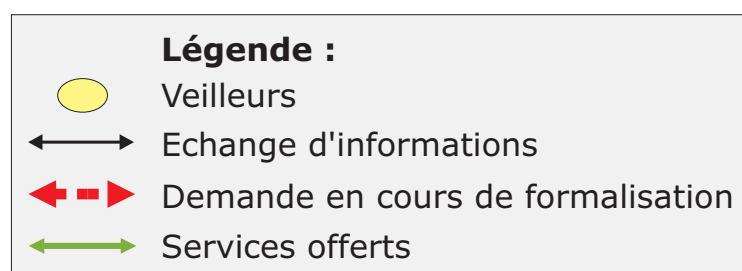 Légende :
Veilleurs
Echange d'informations
Demande en cours de formalisation
Services offerts